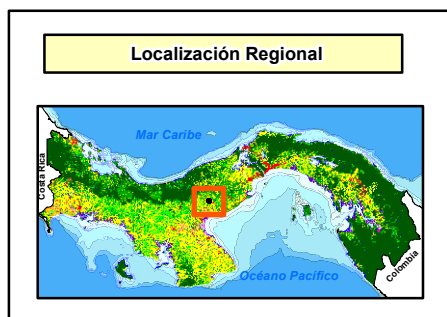 Localización Regional
Mar Caribe
Costa Rica
Océano Pacífico
Colombia